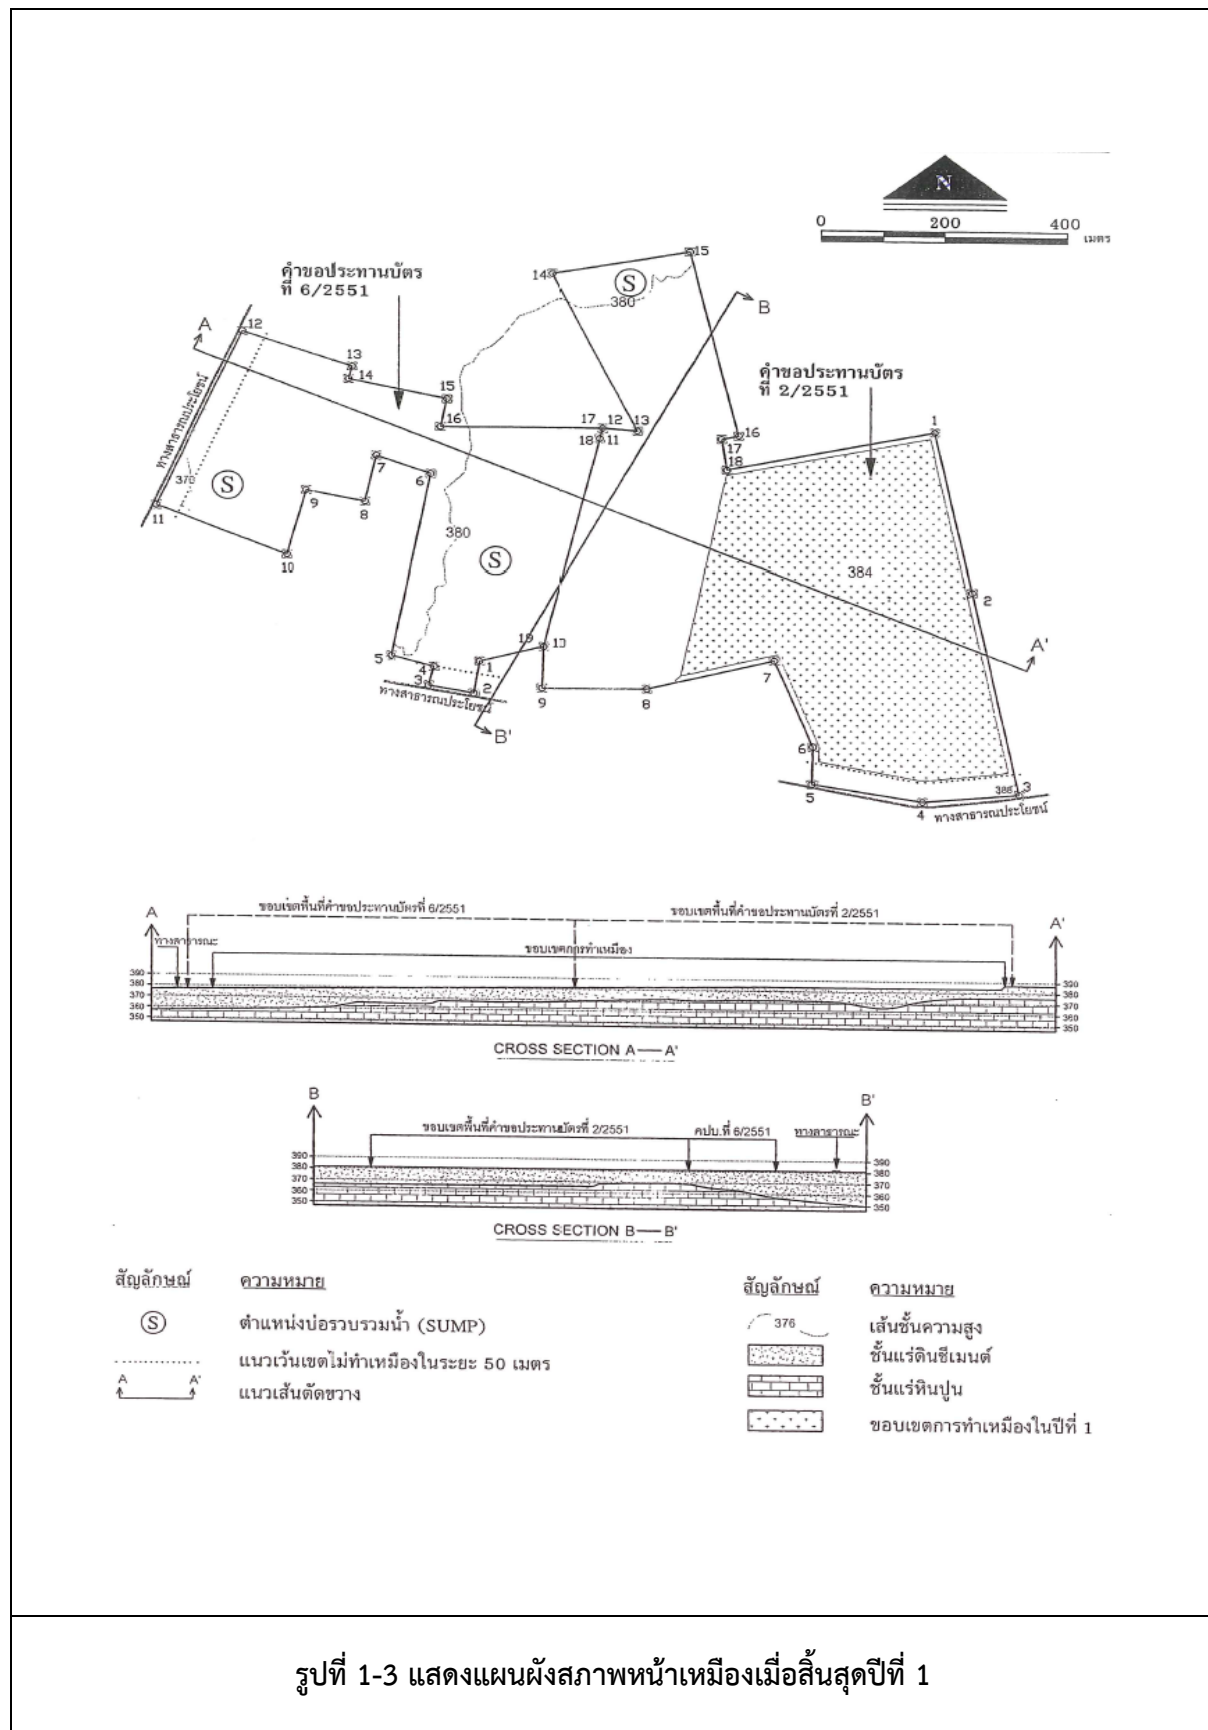 N
0 200 400
เมตร
คำขอประทานบัตร
ที่ 6/2551
คำขอประทานบัตร
ที่ 2/2551
A
A'
B
B'
12
13
14
15
16
17
18
12
11
13
14
15
16
17
18
1
2
3
4
5
6
7
8
9
19
10
1
2
3
4
5
6
7
8
9
10
11
S
S
S
370
380
380
384
386
ทางสาธารณประโยชน์
ทางสาธารณประโยชน์
ทางสาธารณประโยชน์
A
A'
ขอบเขตพื้นที่คำขอประทานบัตรที่ 6/2551
ขอบเขตพื้นที่คำขอประทานบัตรที่ 2/2551
ทางสาธารณะ
ขอบเขตการทำเหมือง
390
380
370
360
350
390
380
370
360
350
CROSS SECTION A—A'
B
B'
ขอบเขตพื้นที่คำขอประทานบัตรที่ 2/2551
คปบ.ที่ 6/2551
ทางสาธารณะ
390
380
370
360
350
390
380
370
360
350
CROSS SECTION B—B'
สัญลักษณ์ ความหมาย
S ตำแหน่งบ่อรวบรวมน้ำ (SUMP)
แนวเว้นเขตไม่ทำเหมืองในระยะ 50 เมตร
A A' แนวเส้นตัดขวาง
สัญลักษณ์ ความหมาย
376 เส้นชั้นความสูง
ชั้นแร่ดินซีเมนต์
ชั้นแร่หินปูน
ขอบเขตการทำเหมืองในปีที่ 1
รูปที่ 1-3 แสดงแผนผังสภาพหน้าเหมืองเมื่อสิ้นสุดปีที่ 1